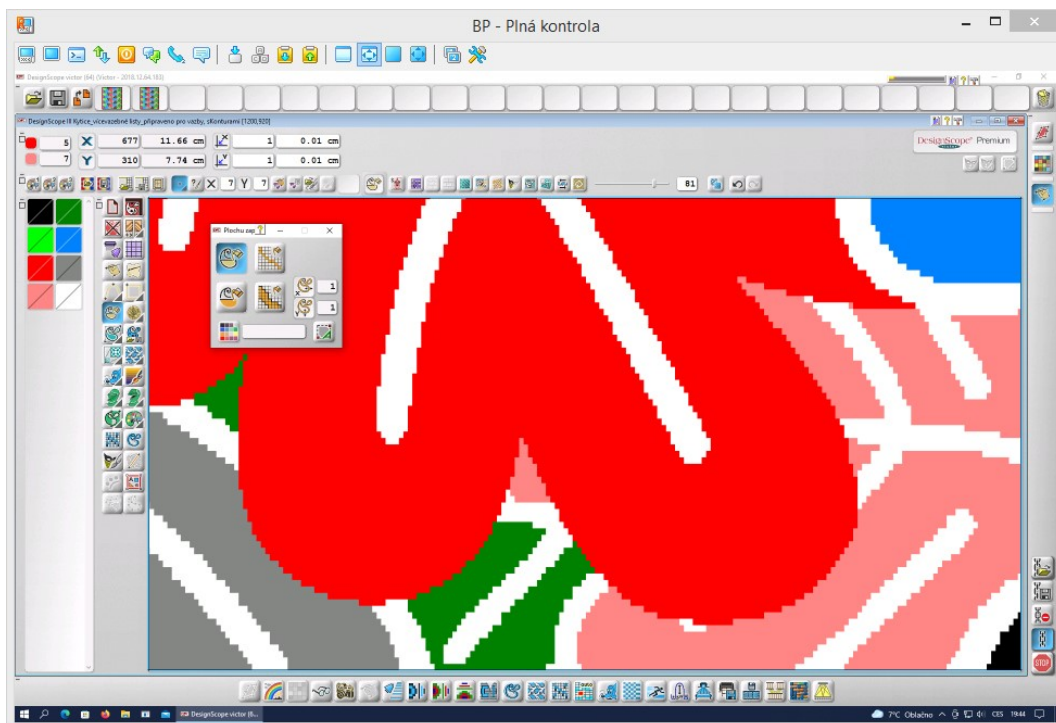 BP - Plná kontrola
DesignScope victor (64) (Victor - 2018.12.64.183)
DesignScope III Kytice_vícevazebné listy_připraveno pro vazby, sKonturami [1200,920]
5 X 677 11.66 cm X 1 0.01 cm
7 Y 310 7.74 cm Y 1 0.01 cm
DesignScope Premium
X 7 Y 7 81
Plochu zap
X 1
Y 1
STOP
DesignScope victor (6...
7°C Oblačno CES 19:44